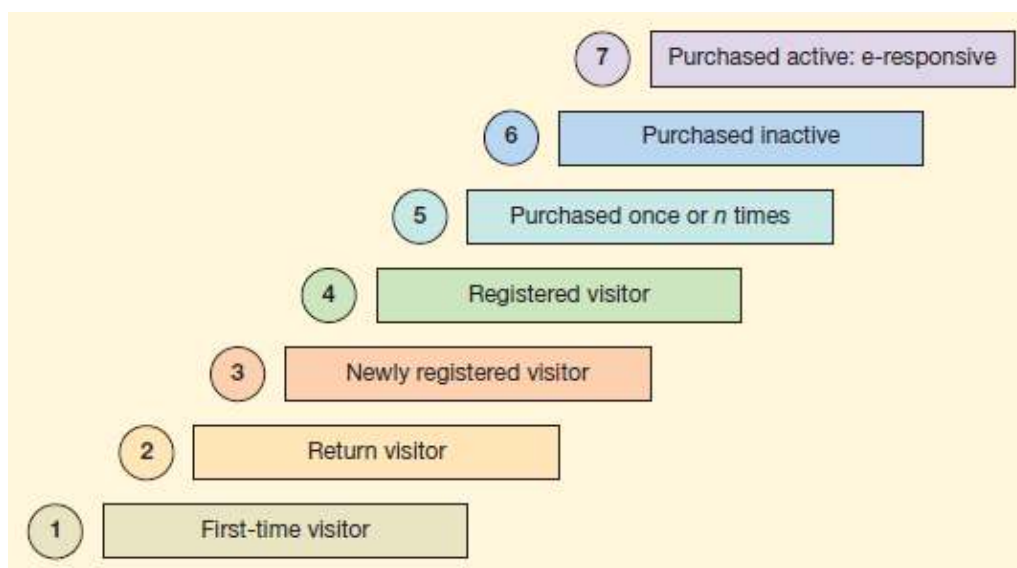 7 Purchased active: e-responsive
6 Purchased inactive
5 Purchased once or n times
4 Registered visitor
3 Newly registered visitor
2 Return visitor
1 First-time visitor